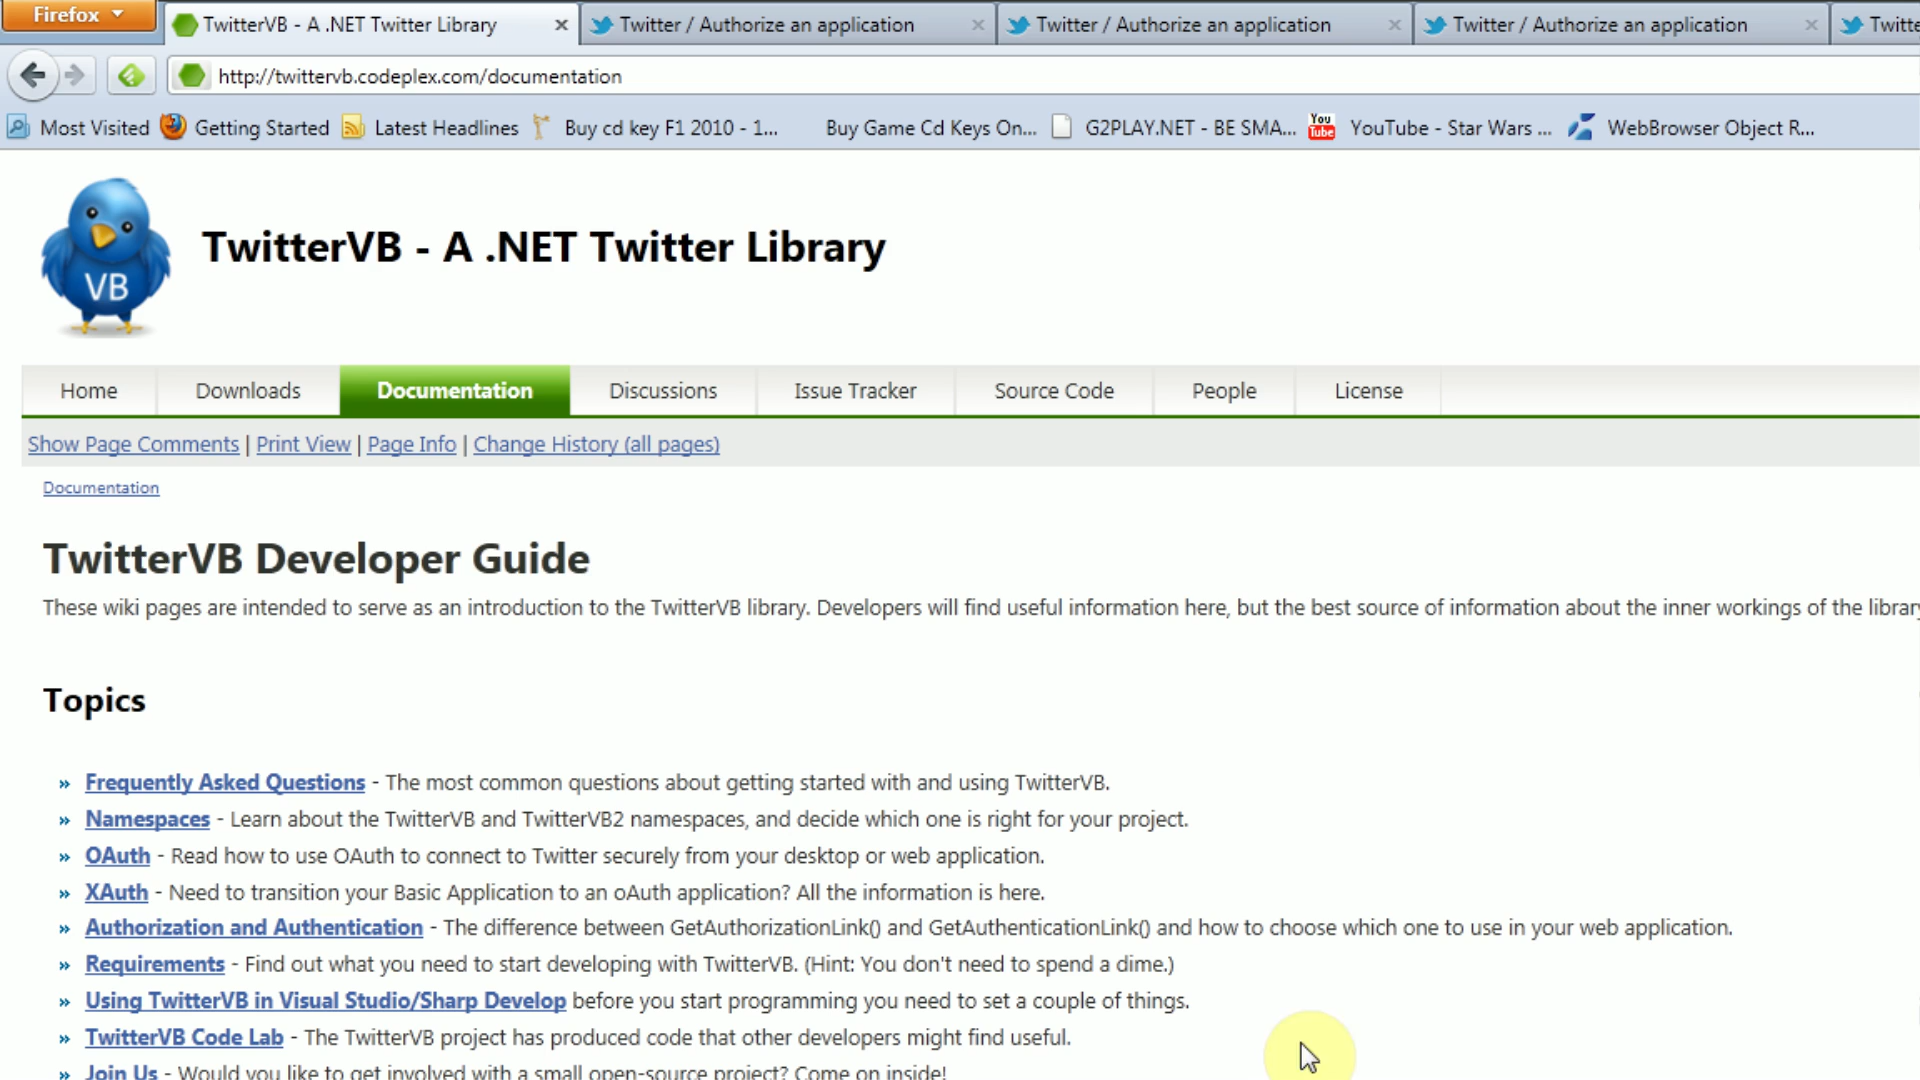 Firefox
TwitterVB - A .NET Twitter Library
Twitter / Authorize an application
Twitter / Authorize an application
Twitter / Authorize an application
Twitte
http://twittervb.codeplex.com/documentation
Most Visited
Getting Started
Latest Headlines
Buy cd key F1 2010 - 1...
Buy Game Cd Keys On...
G2PLAY.NET - BE SMA...
You Tube
YouTube - Star Wars ...
WebBrowser Object R...
VB
TwitterVB - A .NET Twitter Library
Home
Downloads
Documentation
Discussions
Issue Tracker
Source Code
People
License
Show Page Comments | Print View | Page Info | Change History (all pages)
Documentation
TwitterVB Developer Guide
These wiki pages are intended to serve as an introduction to the TwitterVB library. Developers will find useful information here, but the best source of information about the inner workings of the library
Topics
» Frequently Asked Questions - The most common questions about getting started with and using TwitterVB.
» Namespaces - Learn about the TwitterVB and TwitterVB2 namespaces, and decide which one is right for your project.
» OAuth - Read how to use OAuth to connect to Twitter securely from your desktop or web application.
» XAuth - Need to transition your Basic Application to an oAuth application? All the information is here.
» Authorization and Authentication - The difference between GetAuthorizationLink() and GetAuthenticationLink() and how to choose which one to use in your web application.
» Requirements - Find out what you need to start developing with TwitterVB. (Hint: You don't need to spend a dime.)
» Using TwitterVB in Visual Studio/Sharp Develop before you start programming you need to set a couple of things.
» TwitterVB Code Lab - The TwitterVB project has produced code that other developers might find useful.
» Join Us - Would you like to get involved with a small open-source project? Come on inside!